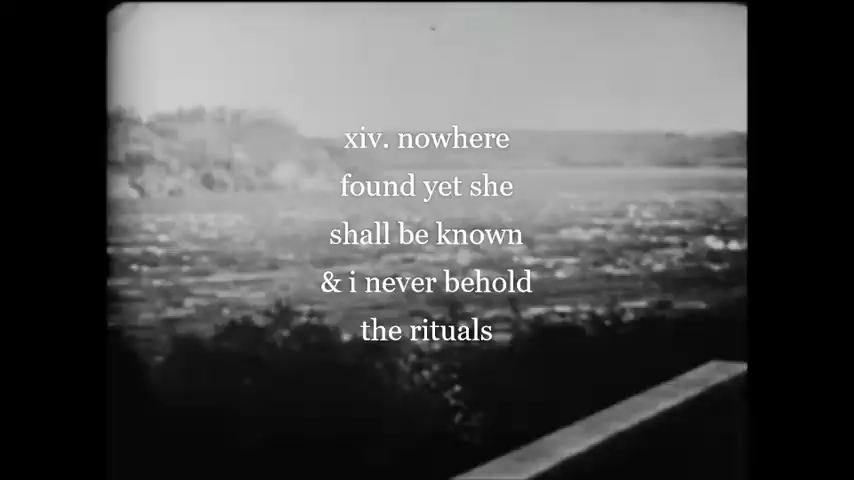 xiv. nowhere
found yet she
shall be known
& i never behold
the rituals